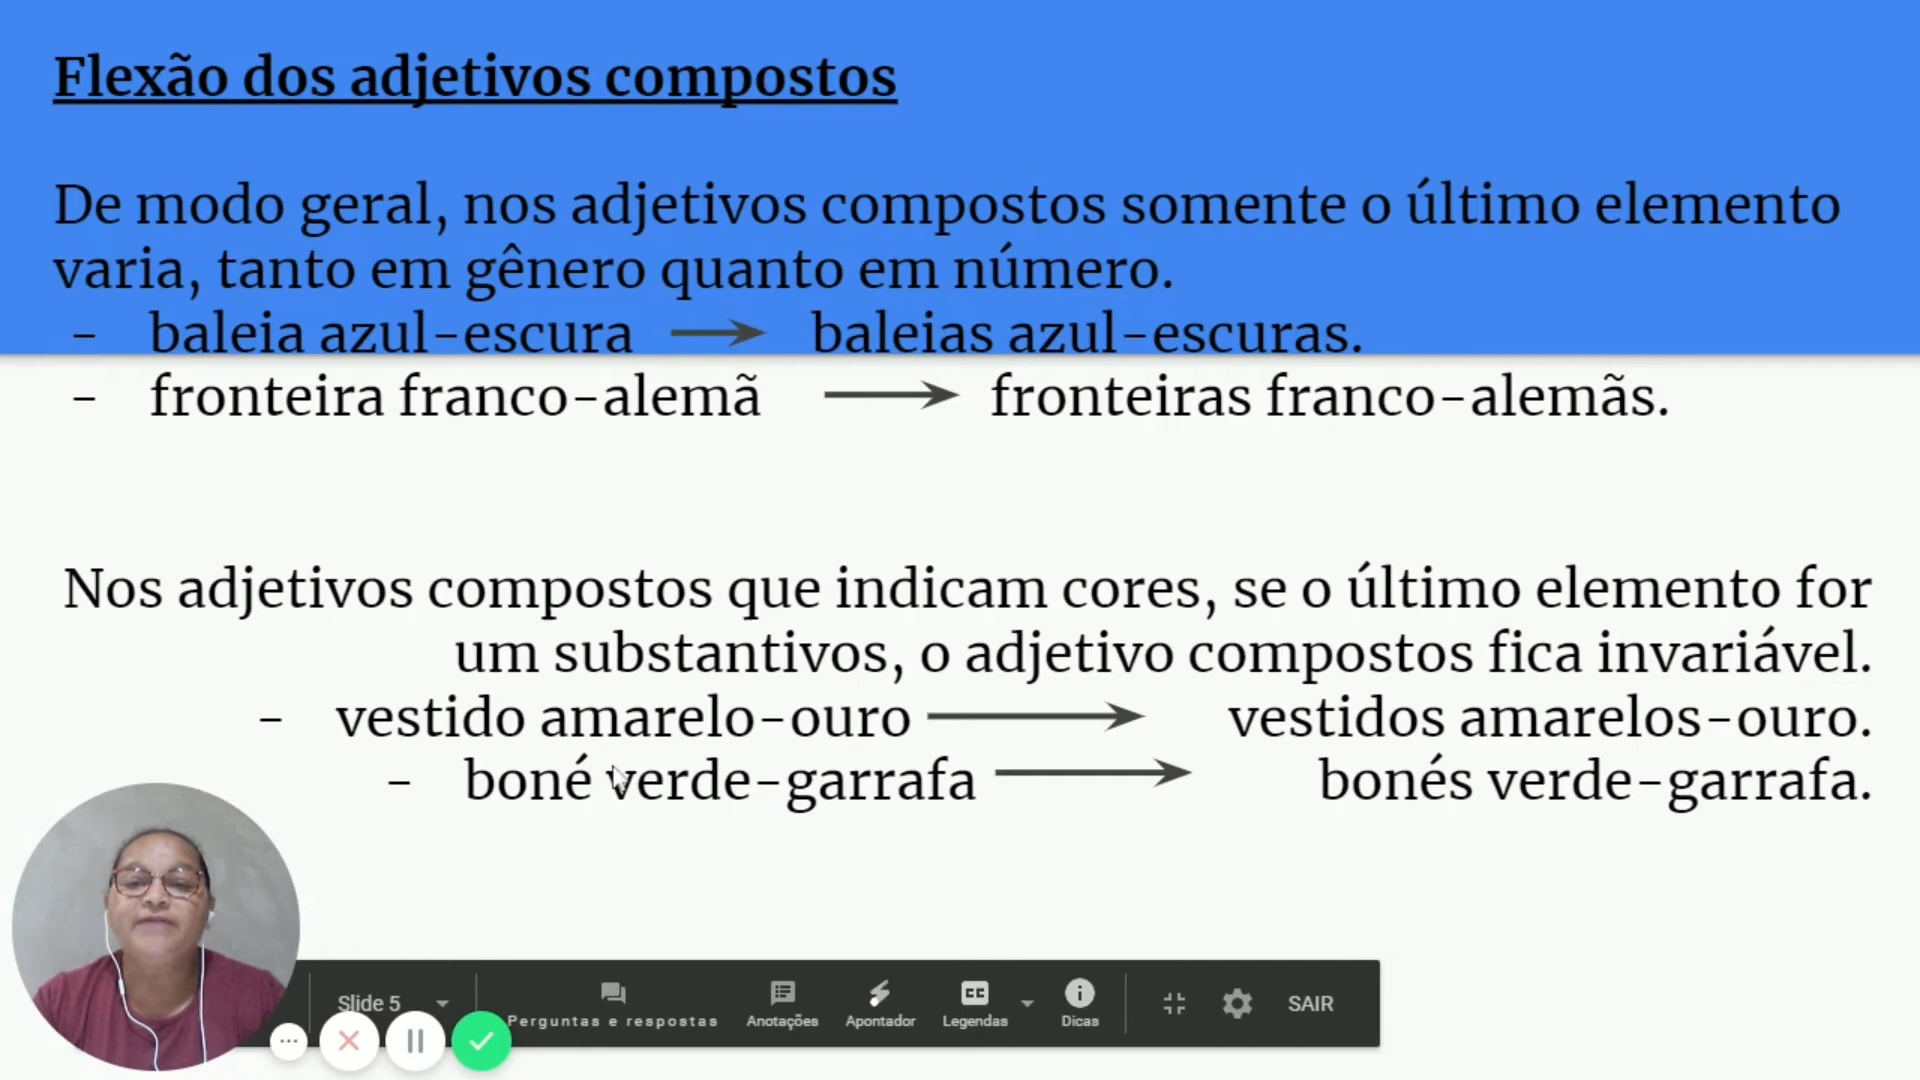 Flexão dos adjetivos compostos
De modo geral, nos adjetivos compostos somente o último elemento
varia, tanto em gênero quanto em número.
- baleia azul-escura baleias azul-escuras.
- fronteira franco-alemã fronteiras franco-alemãs.
Nos adjetivos compostos que indicam cores, se o último elemento for
um substantivos, o adjetivo compostos fica invariável.
- vestido amarelo-ouro vestidos amarelos-ouro.
- boné verde-garrafa bonés verde-garrafa.
Slide 5
Perguntas e respostas
Anotações
Apontador
CC
Legendas
Dicas
SAIR